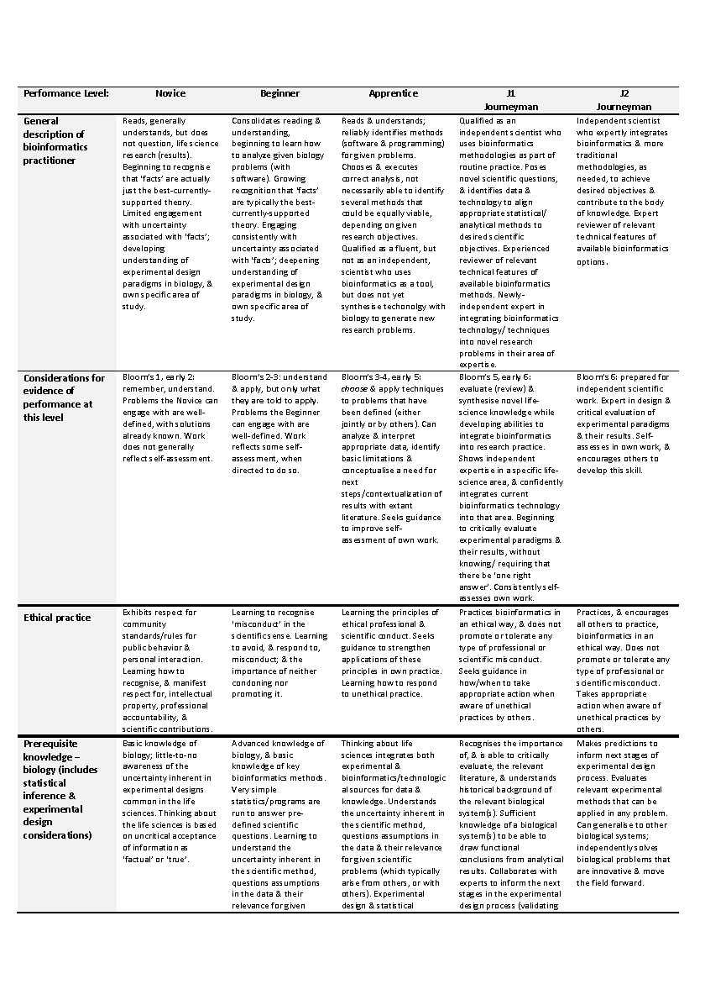 Performance Level:
Novice
Beginner
Apprentice
J1
Journeyman
J2
Journeyman
General
description of
bioinformatics
practitioner
Reads, generally
understands, but does
not question, life science
research (results).
Beginning to recognise
that ‘facts’ are actually
just the best-currently-
supported theory.
Limited engagement
with uncertainty
associated with ‘facts’;
developing
understanding of
experimental design
paradigms in biology, &
own specific area of
study.
Consolidates reading &
understanding,
beginning to learn how
to analyze given biology
problems (with
software). Growing
recognition that ‘facts’
are typically the best-
currently-supported
theory. Engaging
consistently with
uncertainty associated
with ‘facts’; deepening
understanding of
experimental design
paradigms in biology, &
own specific area of
study.
Reads & understands;
reliably identifies methods
(software & programming)
for given problems.
Chooses & executes
correct analysis, not
necessarily able to identify
several methods that
could be equally viable,
depending on given
research objectives.
Qualified as a fluent, but
not as an independent,
scientist who uses
bioinformatics as a tool,
but does not yet
synthesise techonolgy with
biology to generate new
research problems.
Qualified as an
independent scientist who
uses bioinformatics
methodologies as part of
routine practice. Poses
novel scientific questions,
& identifies data &
technology to align
appropriate statistical/
analytical methods to
desired scientific
objectives. Experienced
reviewer of relevant
technical features of
available bioinformatics
methods. Newly-
independent expert in
integrating bioinformatics
technology/ techniques
into novel research
problems in their area of
expertise.
Independent scientist
who expertly integrates
bioinformatics & more
traditional
methodologies, as
needed, to achieve
desired objectives &
contribute to the body
of knowledge. Expert
reviewer of relevant
technical features of
available bioinformatics
options.
Considerations for
evidence of
performance at
this level
Bloom’s 1, early 2:
remember, understand.
Problems the Novice can
engage with are well-
defined, with solutions
already known. Work
does not generally
reflect self-assessment.
Bloom’s 2-3: understand
& apply, but only what
they are told to apply.
Problems the Beginner
can engage with are
well-defined. Work
reflects some self-
assessment, when
directed to do so.
Bloom’s 3-4, early 5:
choose & apply techniques
to problems that have
been defined (either
jointly or by others). Can
analyze & interpret
appropriate data, identify
basic limitations &
conceptualise a need for
next
steps/contextualization of
results with extant
literature. Seeks guidance
to improve self-
assessment of own work.
Bloom’s 5, early 6:
evaluate (review) &
synthesise novel life-
science knowledge while
developing abilities to
integrate bioinformatics
into research practice.
Shows independent
expertise in a specific life-
science area, & confidently
integrates current
bioinformatics technology
into that area. Beginning
to critically evaluate
experimental paradigms &
their results, without
knowing/ requiring that
there be ‘one right
answer’. Consistently self-
assesses own work.
Bloom’s 6: prepared for
independent scientific
work. Expert in design &
critical evaluation of
experimental paradigms
& their results. Self-
assesses in own work, &
encourages others to
develop this skill.
Ethical practice
Exhibits respect for
community
standards/rules for
public behavior &
personal interaction.
Learning how to
recognise, & manifest
respect for, intellectual
property, professional
accountability, &
scientific contributions.
Learning to recognise
‘misconduct’ in the
scientific sense. Learning
to avoid, & respond to,
misconduct; & the
importance of neither
condoning nor
promoting it.
Learning the principles of
ethical professional &
scientific conduct. Seeks
guidance to strengthen
applications of these
principles in own practice.
Learning how to respond
to unethical practice.
Practices bioinformatics in
an ethical way, & does not
promote or tolerate any
type of professional or
scientific misconduct.
Seeks guidance in
how/when to take
appropriate action when
aware of unethical
practices by others.
Practices, & encourages
all others to practice,
bioinformatics in an
ethical way. Does not
promote or tolerate any
type of professional or
scientific misconduct.
Takes appropriate
action when aware of
unethical practices by
others.
Prerequisite
knowledge –
biology (includes
statistical
inference &
experimental
design
considerations)
Basic knowledge of
biology; little-to-no
awareness of the
uncertainty inherent in
experimental designs
common in the life
sciences. Thinking about
the life sciences is based
on uncritical acceptance
of information as
‘factual’ or ‘true’.
Advanced knowledge of
biology, & basic
knowledge of key
bioinformatics methods.
Very simple
statistics/programs are
run to answer pre-
defined scientific
questions. Learning to
understand the
uncertainty inherent in
the scientific method,
questions assumptions
in the data & their
relevance for given
Thinking about life
sciences integrates both
experimental &
bioinformatics/technologic
al sources for data &
knowledge. Understands
the uncertainty inherent in
the scientific method,
questions assumptions in
the data & their relevance
for given scientific
problems (which typically
arise from others, or with
others). Experimental
design & statistical
Recognises the importance
of, & is able to critically
evaluate, the relevant
literature, & understands
historical background of
the relevant biological
system(s). Sufficient
knowledge of a biological
system(s) to be able to
draw functional
conclusions from analytical
results. Collaborates with
experts to inform the next
stages in the experimental
design process (validating
Makes predictions to
inform next stages of
experimental design
process. Evaluates
relevant experimental
methods that can be
applied in any problem.
Can generalise to other
biological systems;
independently solves
biological problems that
are innovative & move
the field forward.